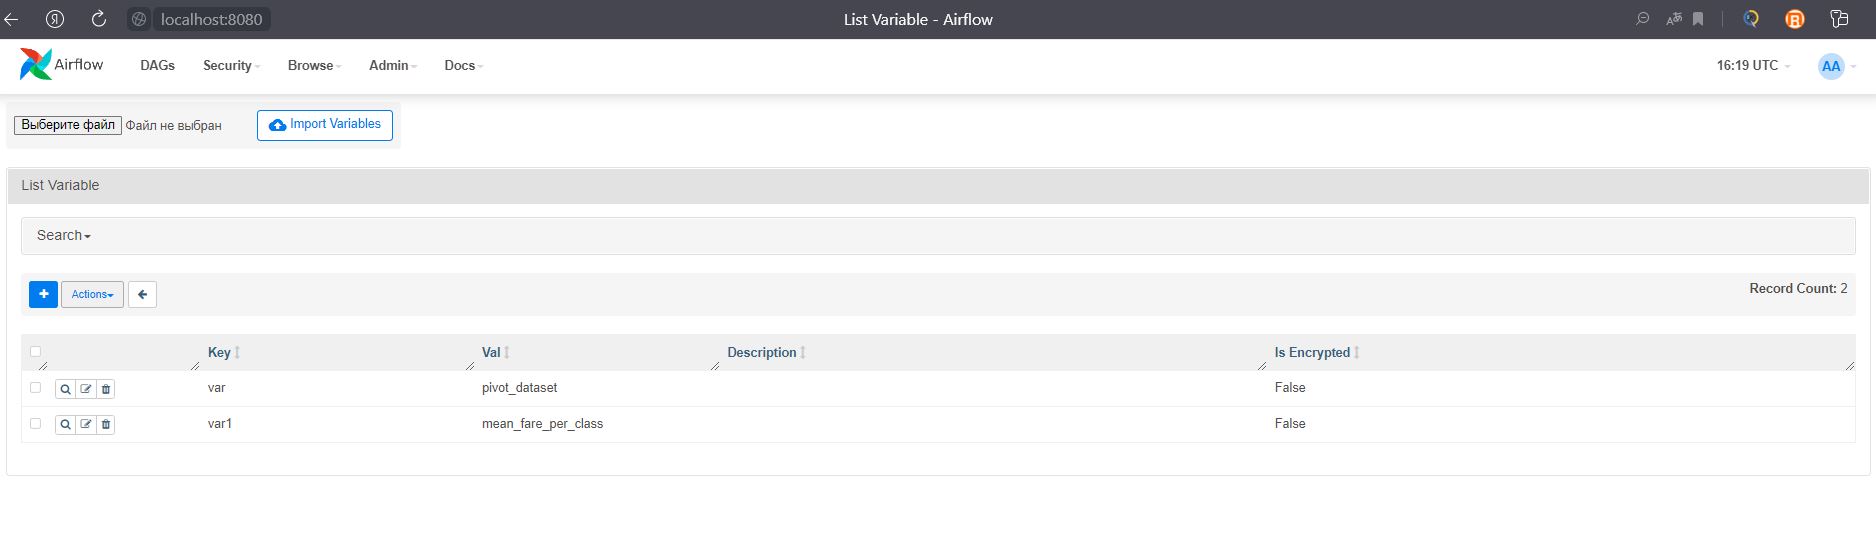 localhost:8080 List Variable - Airflow
Airflow DAGs Security Browse Admin Docs 16:19 UTC AA
Выберите файл Файл не выбран Import Variables
List Variable
Search
Actions Record Count: 2
Key Val Description Is Encrypted
var pivot_dataset False
var1 mean_fare_per_class False